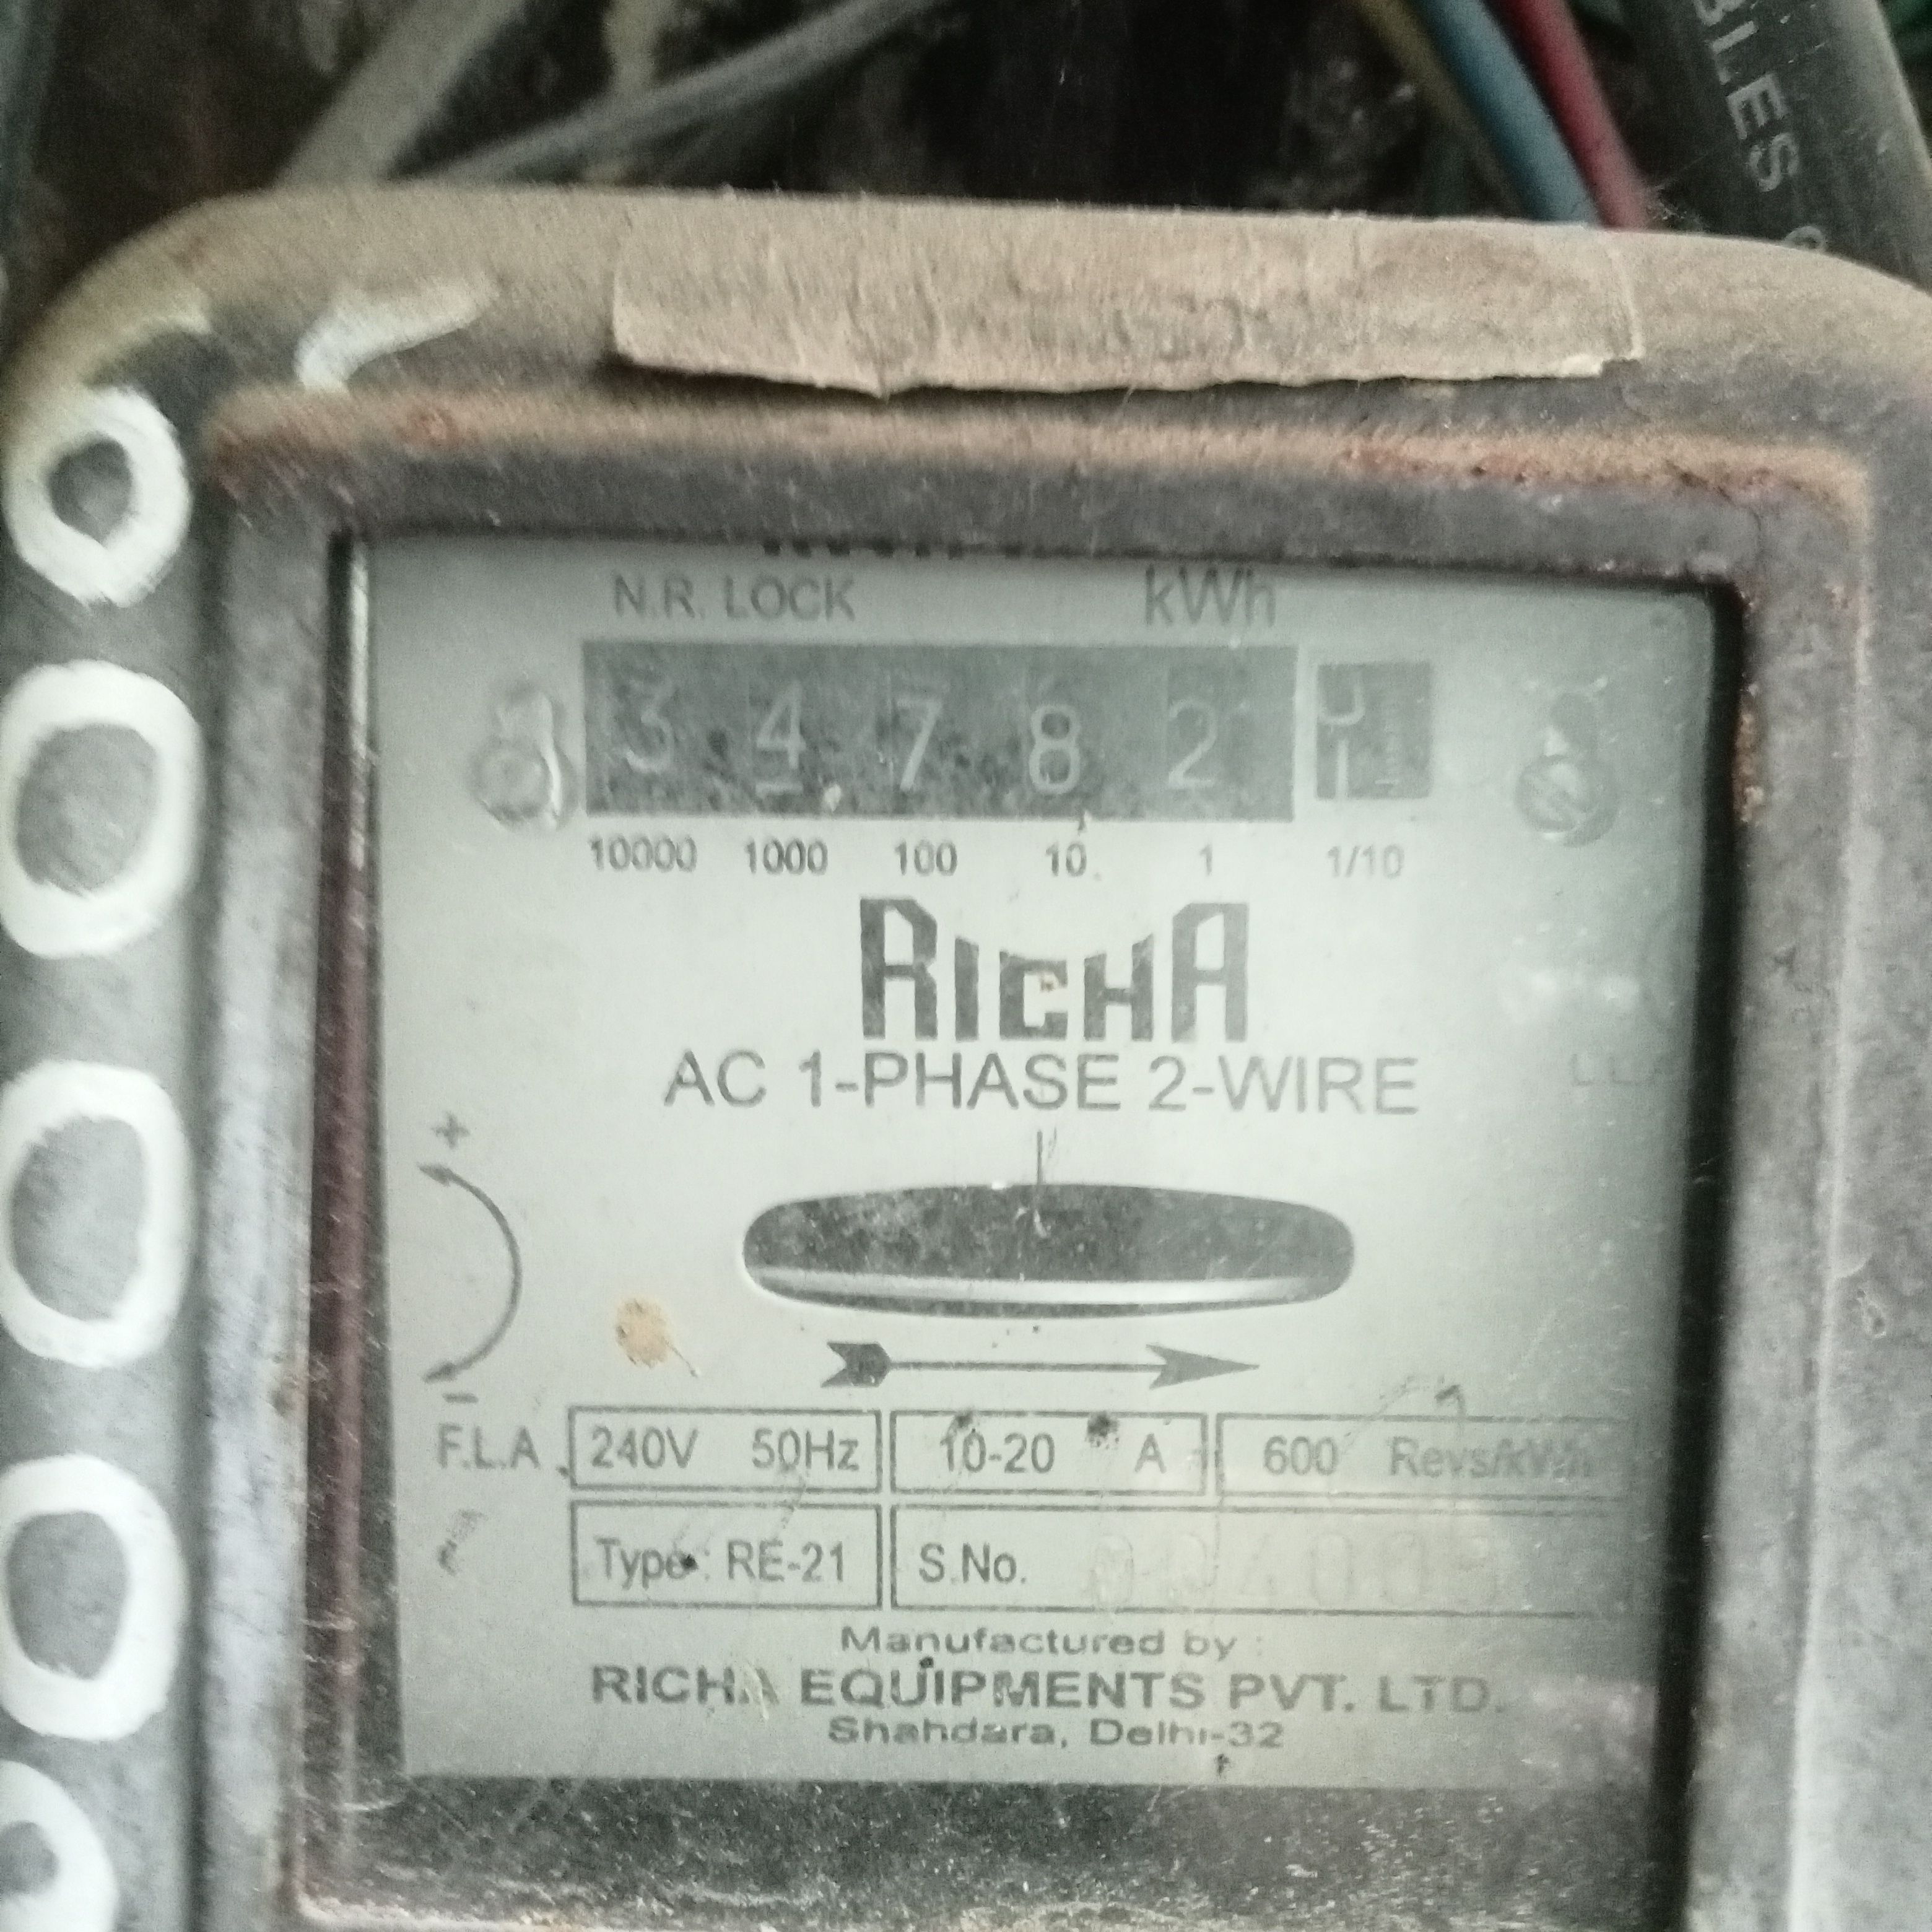 BLES
N.R. LOCK kWh
3 4 7 8 2
10000 1000 100 10 1 1/10
RICHA
AC 1-PHASE 2-WIRE
+
-
F.L.A. 240V 50Hz 10-20 A 600 Revs/kWh
Type : RE-21 S.No.
Manufactured by :
RICHA EQUIPMENTS PVT. LTD.
Shahdara, Delhi-32